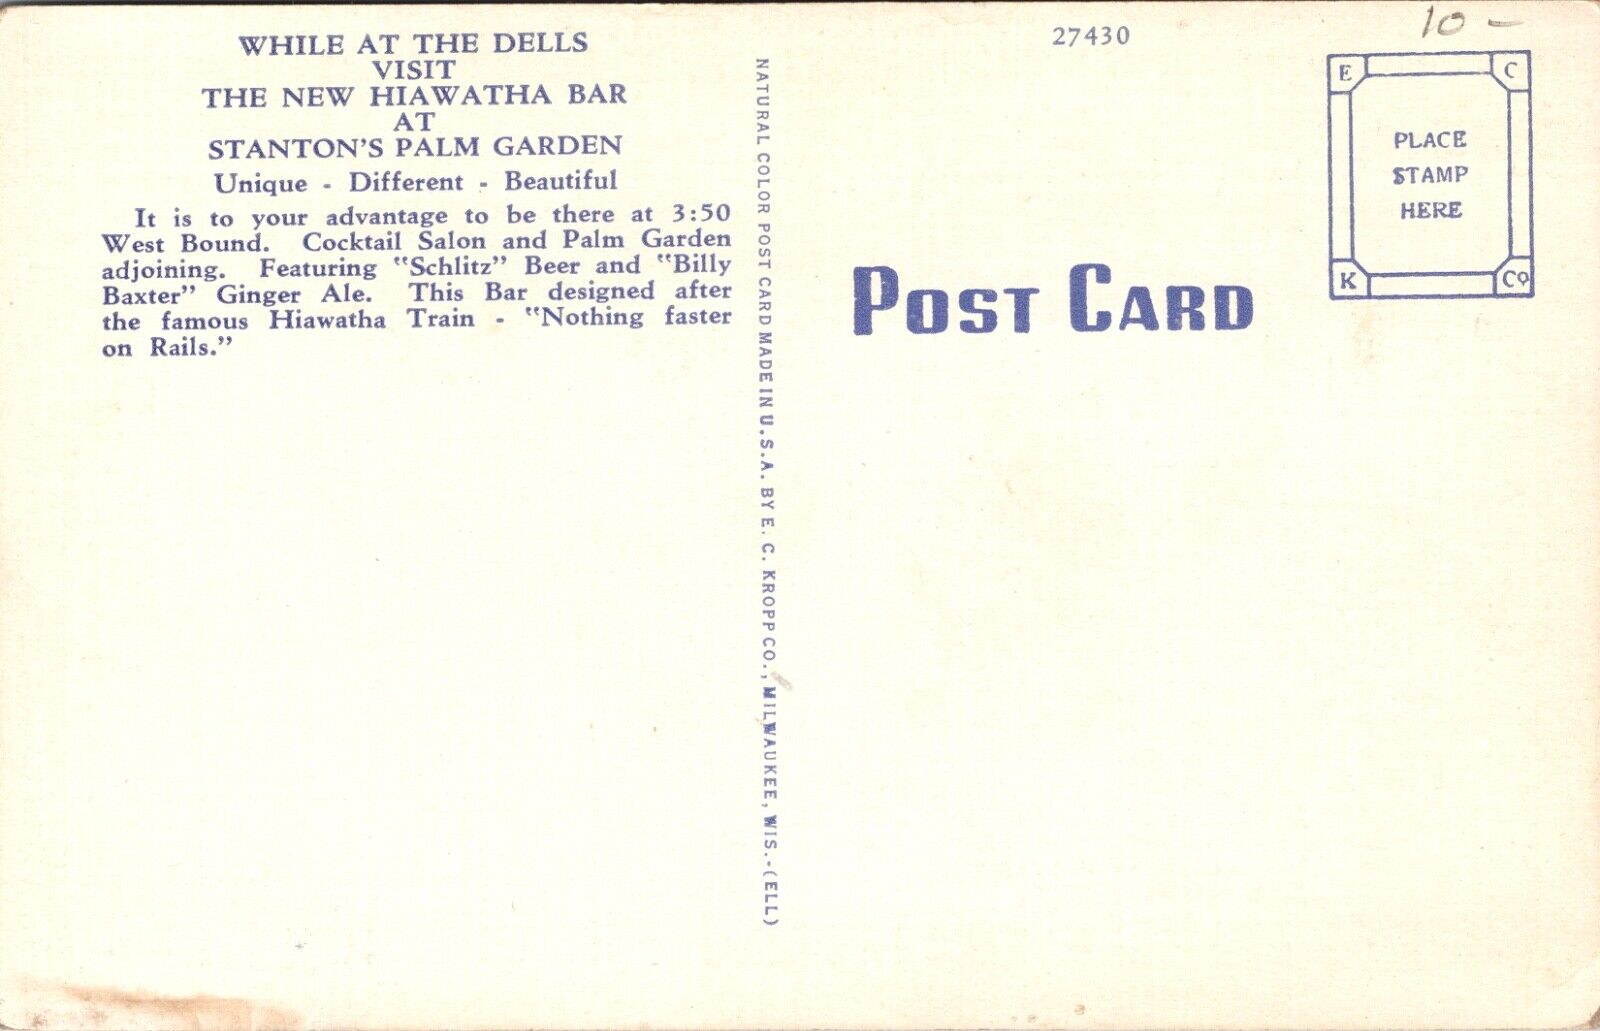 WHILE AT THE DELLS
VISIT
THE NEW HIAWATHA BAR
AT
STANTON'S PALM GARDEN
Unique - Different - Beautiful
It is to your advantage to be there at 3:50
West Bound. Cocktail Salon and Palm Garden
adjoining. Featuring "Schlitz" Beer and "Billy
Baxter" Ginger Ale. This Bar designed after
the famous Hiawatha Train - "Nothing faster
on Rails."
NATURAL COLOR POST CARD MADE IN U.S.A. BY E. C. KROPP CO., MILWAUKEE, WIS.-(ELL)
27430
10 -
E C
PLACE
STAMP
HERE
K Co
POST CARD